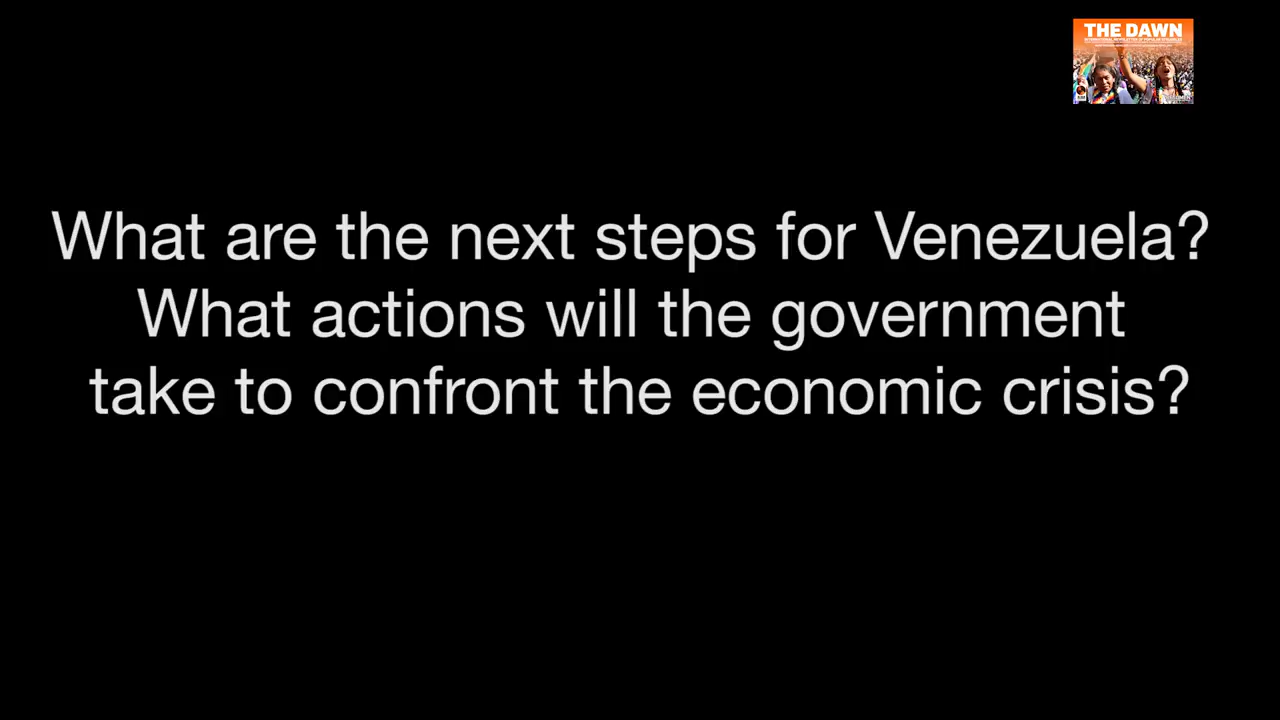 THE DAWN
What are the next steps for Venezuela?
What actions will the government
take to confront the economic crisis?